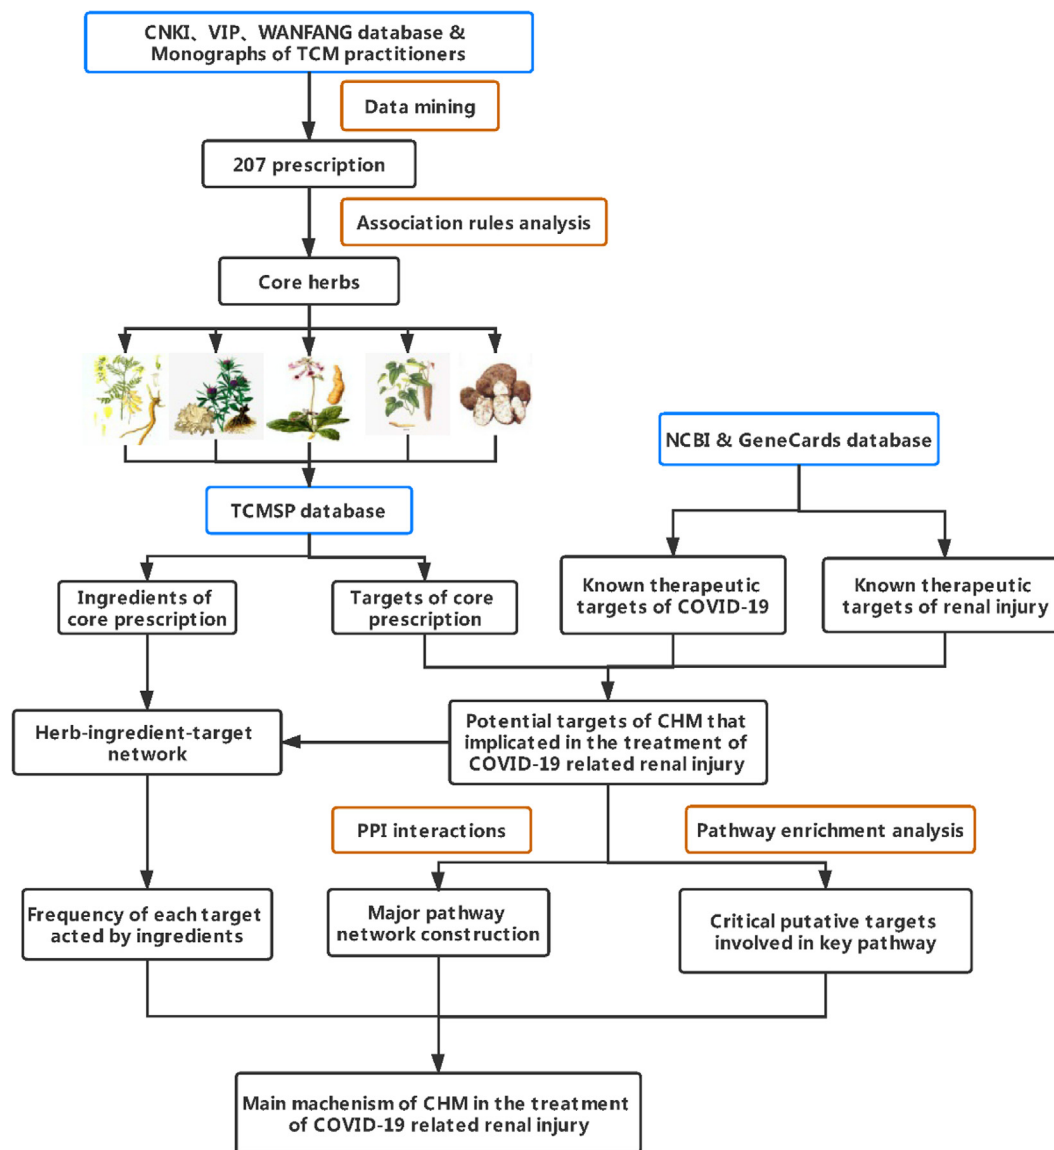 CNKI、VIP、WANFANG database &
Monographs of TCM practitioners
Data mining
207 prescription
Association rules analysis
Core herbs
NCBI & GeneCards database
TCMSP database
Ingredients of
core prescription
Targets of core
prescription
Known therapeutic
targets of COVID-19
Known therapeutic
targets of renal injury
Herb-ingredient-target
network
Potential targets of CHM that
implicated in the treatment of
COVID-19 related renal injury
PPI interactions
Pathway enrichment analysis
Frequency of each target
acted by ingredients
Major pathway
network construction
Critical putative targets
involved in key pathway
Main machenism of CHM in the treatment
of COVID-19 related renal injury